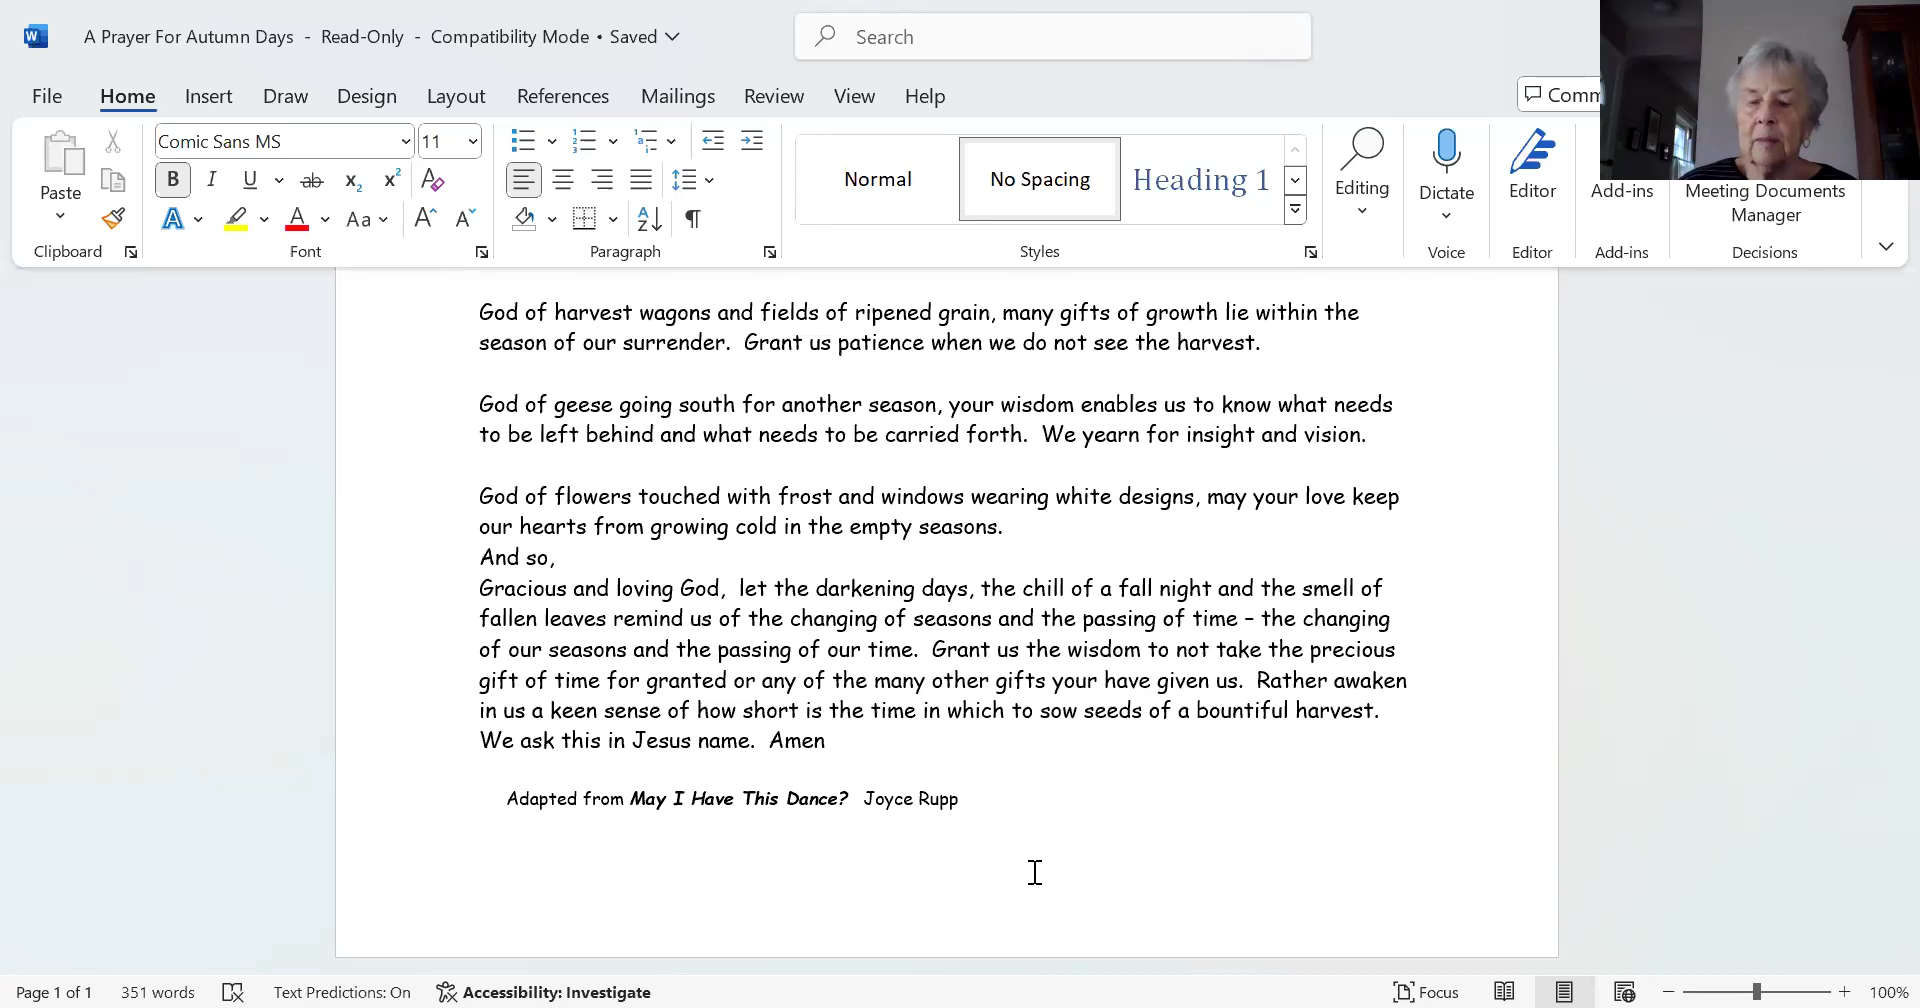 A Prayer For Autumn Days - Read-Only - Compatibility Mode • Saved
Search
File Home Insert Draw Design Layout References Mailings Review View Help
Comm
Comic Sans MS 11
Paste
B I U ab x₂ x² A
A A Aa A A
AZ ¶
Normal No Spacing Heading 1
Editing
Dictate
Editor
Add-ins
Meeting Documents
Manager
Clipboard Font Paragraph Styles Voice Editor Add-ins Decisions
God of harvest wagons and fields of ripened grain, many gifts of growth lie within the
season of our surrender. Grant us patience when we do not see the harvest.
God of geese going south for another season, your wisdom enables us to know what needs
to be left behind and what needs to be carried forth. We yearn for insight and vision.
God of flowers touched with frost and windows wearing white designs, may your love keep
our hearts from growing cold in the empty seasons.
And so,
Gracious and loving God, let the darkening days, the chill of a fall night and the smell of
fallen leaves remind us of the changing of seasons and the passing of time – the changing
of our seasons and the passing of our time. Grant us the wisdom to not take the precious
gift of time for granted or any of the many other gifts your have given us. Rather awaken
in us a keen sense of how short is the time in which to sow seeds of a bountiful harvest.
We ask this in Jesus name. Amen
Adapted from May I Have This Dance? Joyce Rupp
Page 1 of 1 351 words Text Predictions: On Accessibility: Investigate Focus 100%